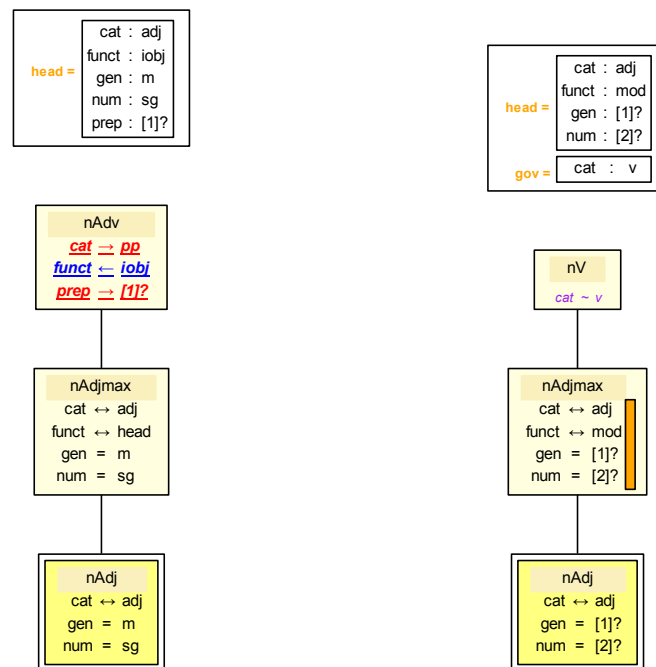 head =
cat : adj
funct : iobj
gen : m
num : sg
prep : [1]?
nAdv
cat → pp
funct ← iobj
prep → [1]?
nAdjmax
cat ↔ adj
funct ↔ head
gen = m
num = sg
nAdj
cat ↔ adj
gen = m
num = sg
head =
cat : adj
funct : mod
gen : [1]?
num : [2]?
gov =
cat : v
nV
cat ~ v
nAdjmax
cat ↔ adj
funct ↔ mod
gen = [1]?
num = [2]?
nAdj
cat ↔ adj
gen = [1]?
num = [2]?